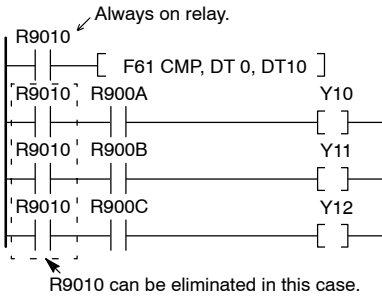 Always on relay.
R9010
F61 CMP, DT 0, DT10
R9010 R900A Y10
R9010 R900B Y11
R9010 R900C Y12
R9010 can be eliminated in this case.